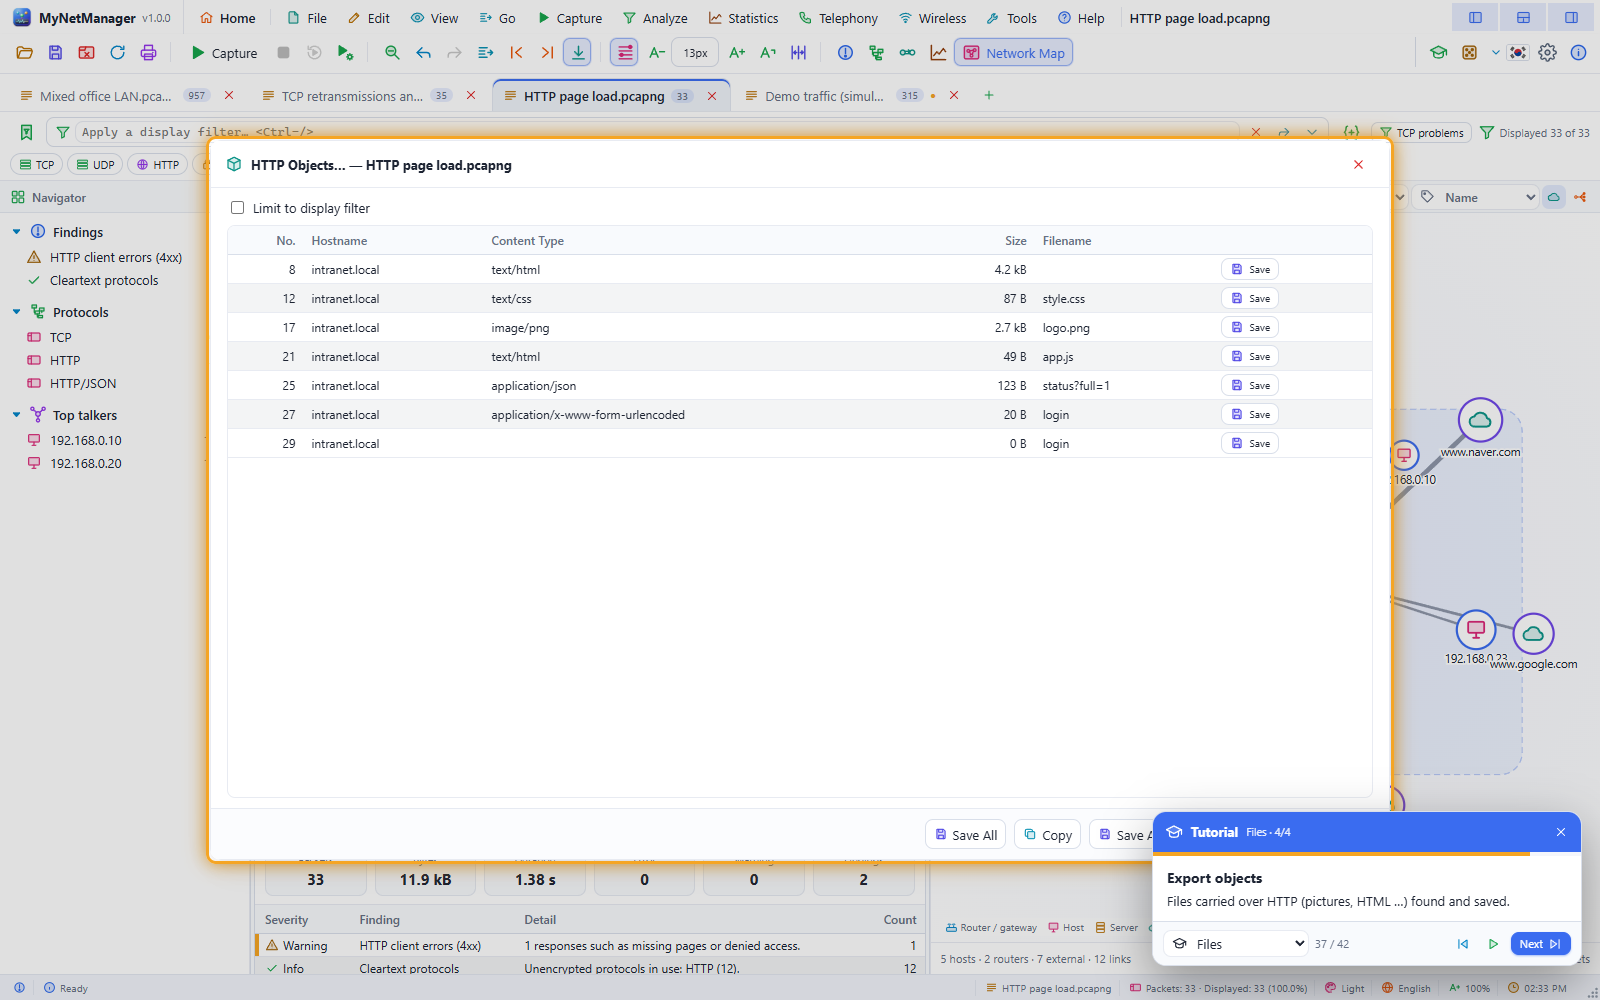 MyNetManager v1.0.0 Home File Edit View Go Capture Analyze Statistics Telephony Wireless Tools Help HTTP page load.pcapng
Capture A− 13px A+ Network Map
Mixed office LAN.pca... 957 TCP retransmissions an... 35 HTTP page load.pcapng 33 Demo traffic (simul... 315
Apply a display filter… <Ctrl-/> TCP problems Displayed 33 of 33
TCP UDP HTTP
Navigator Name
HTTP Objects... — HTTP page load.pcapng
Limit to display filter
Findings
HTTP client errors (4xx)
Cleartext protocols
Protocols
TCP
HTTP
HTTP/JSON
Top talkers
192.168.0.10
192.168.0.20
No. Hostname Content Type Size Filename
8 intranet.local text/html 4.2 kB Save
12 intranet.local text/css 87 B style.css Save
17 intranet.local image/png 2.7 kB logo.png Save
21 intranet.local text/html 49 B app.js Save
25 intranet.local application/json 123 B status?full=1 Save
27 intranet.local application/x-www-form-urlencoded 20 B login Save
29 intranet.local 0 B login Save
www.naver.com
.168.0.10
192.168.0.23
www.google.com
Save All Copy Save A
Tutorial Files · 4/4
Export objects
Files carried over HTTP (pictures, HTML ...) found and saved.
Files 37 / 42 Next
33 11.9 kB 1.38 s 0 0 2
Severity Finding Detail Count
Warning HTTP client errors (4xx) 1 responses such as missing pages or denied access. 1
Info Cleartext protocols Unencrypted protocols in use: HTTP (12). 12
Router / gateway Host Server
5 hosts · 2 routers · 7 external · 12 links
Ready HTTP page load.pcapng Packets: 33 · Displayed: 33 (100.0%) Light English 100% 02:33 PM